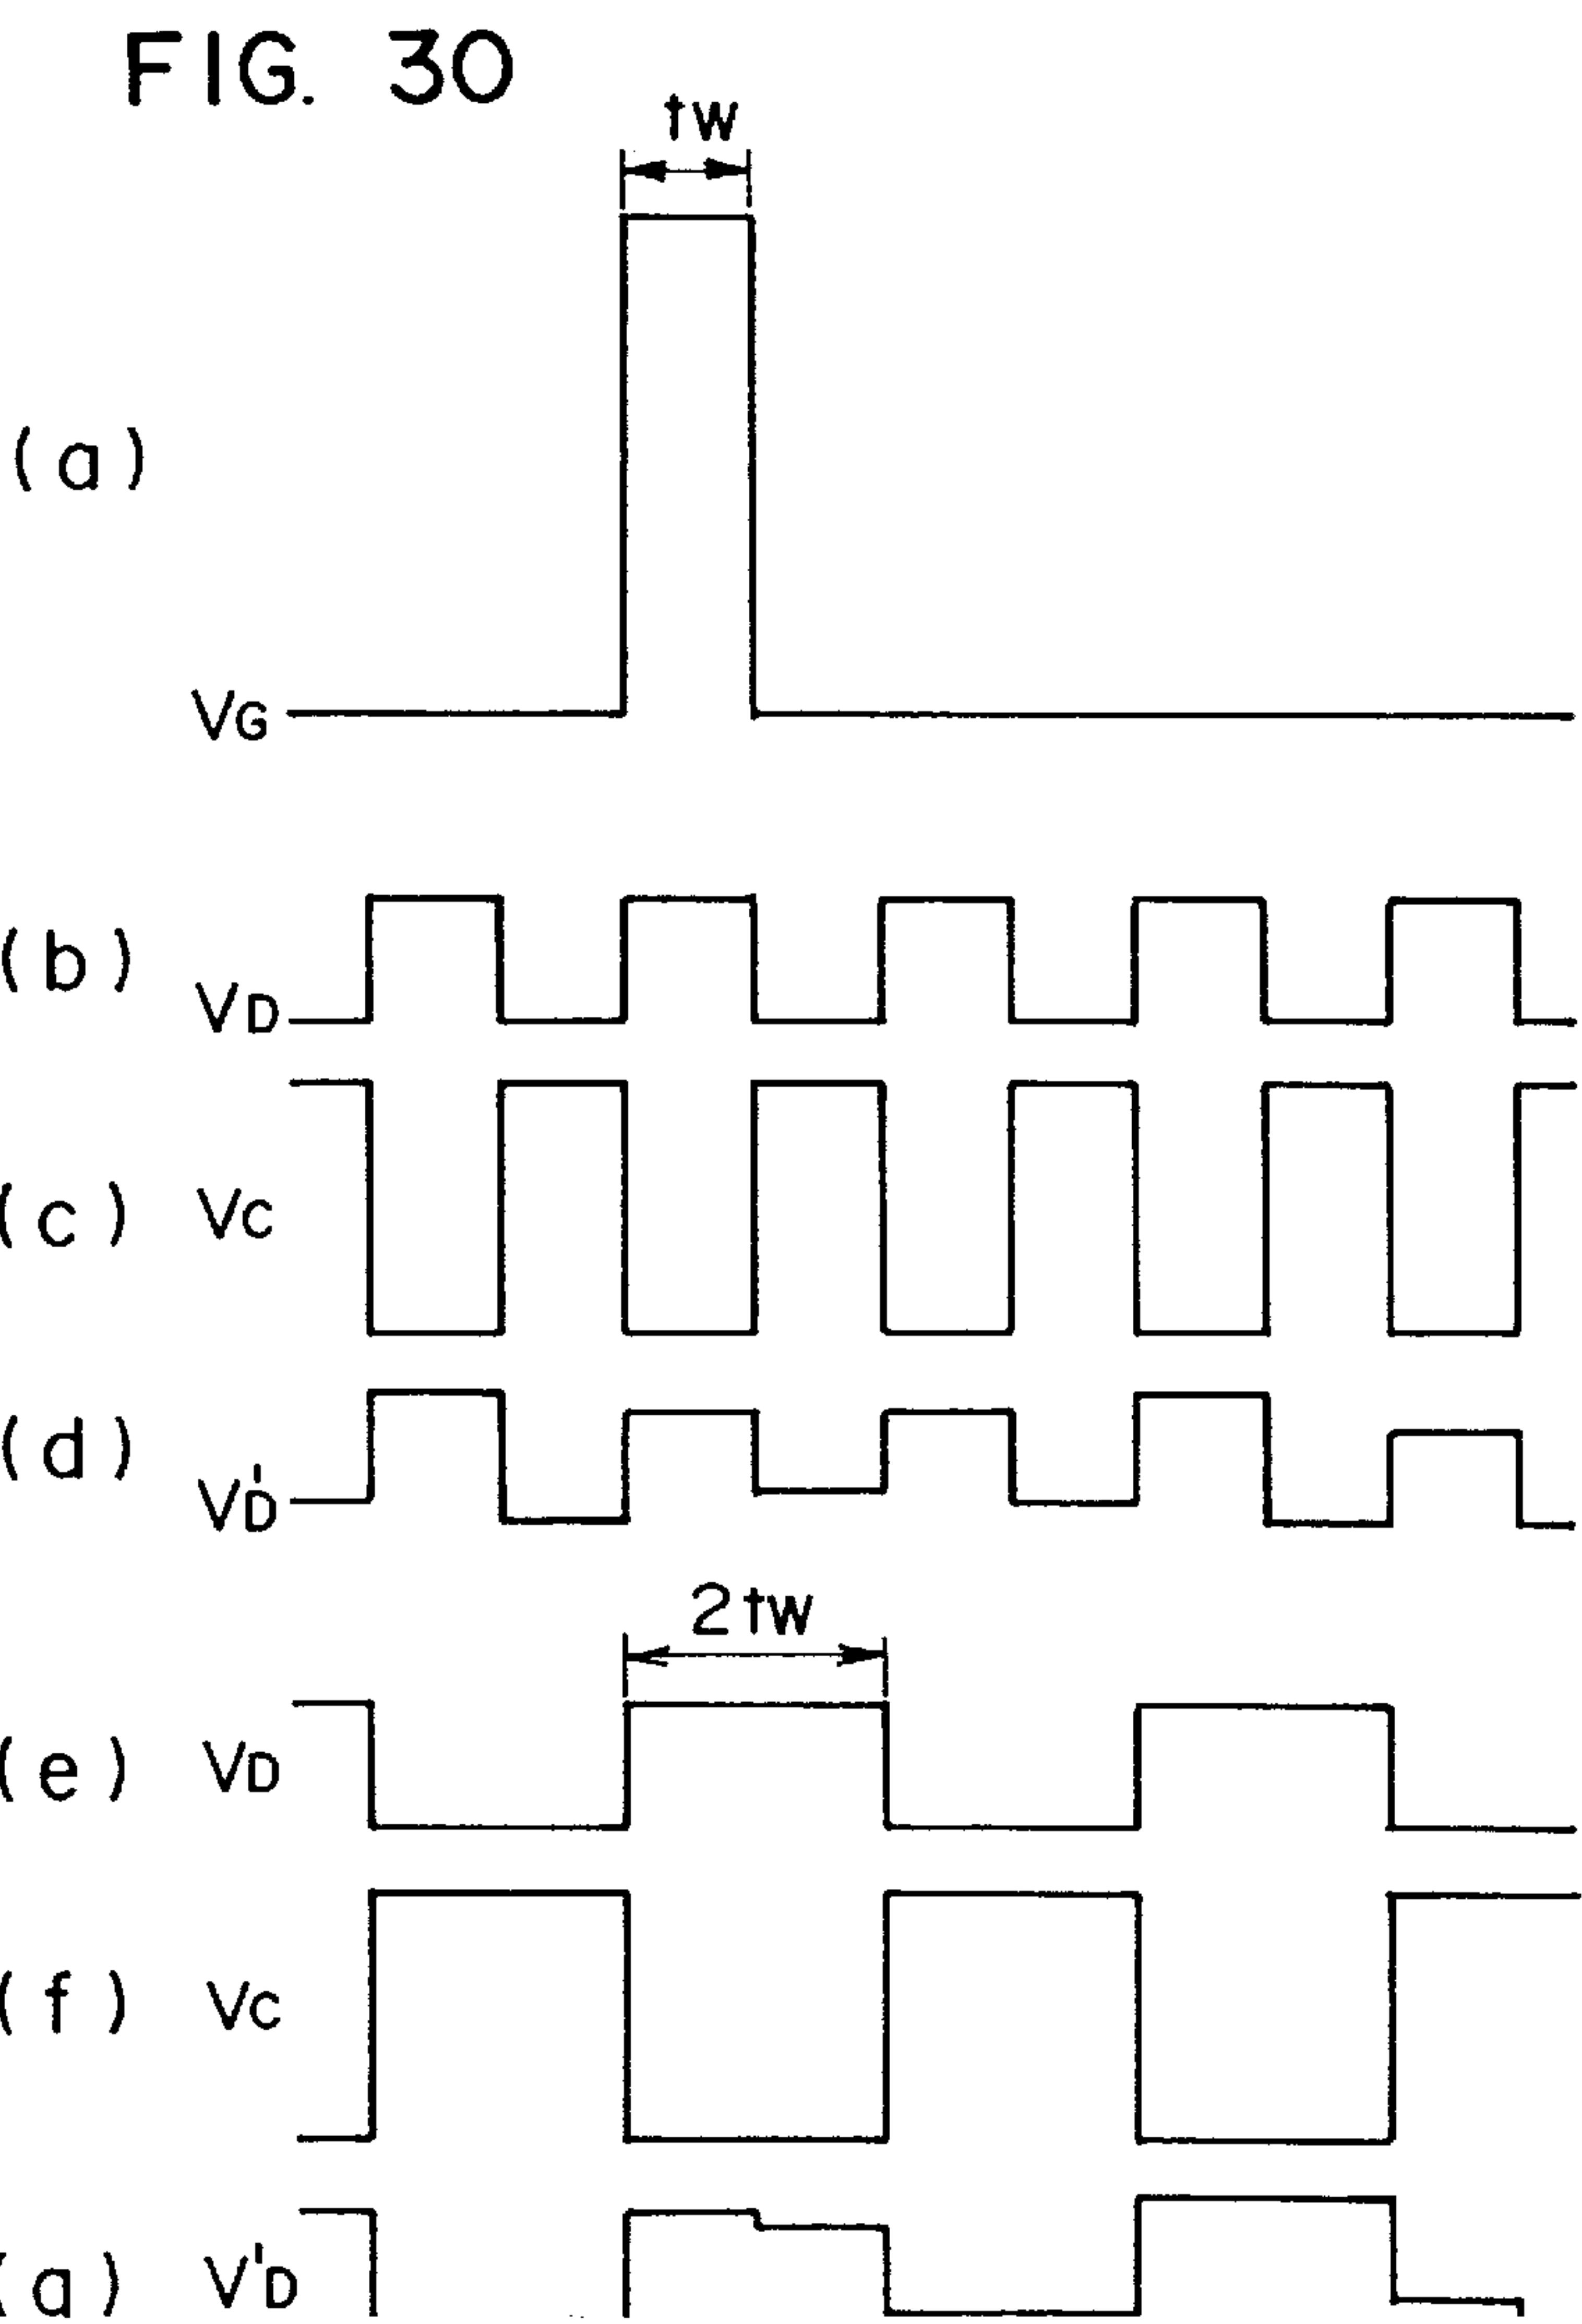 FIG. 30
tw
(a)
VG
(b)
VD
(c) VC
(d)
V'D
2tw
(e) VD
(f) VC
V'D